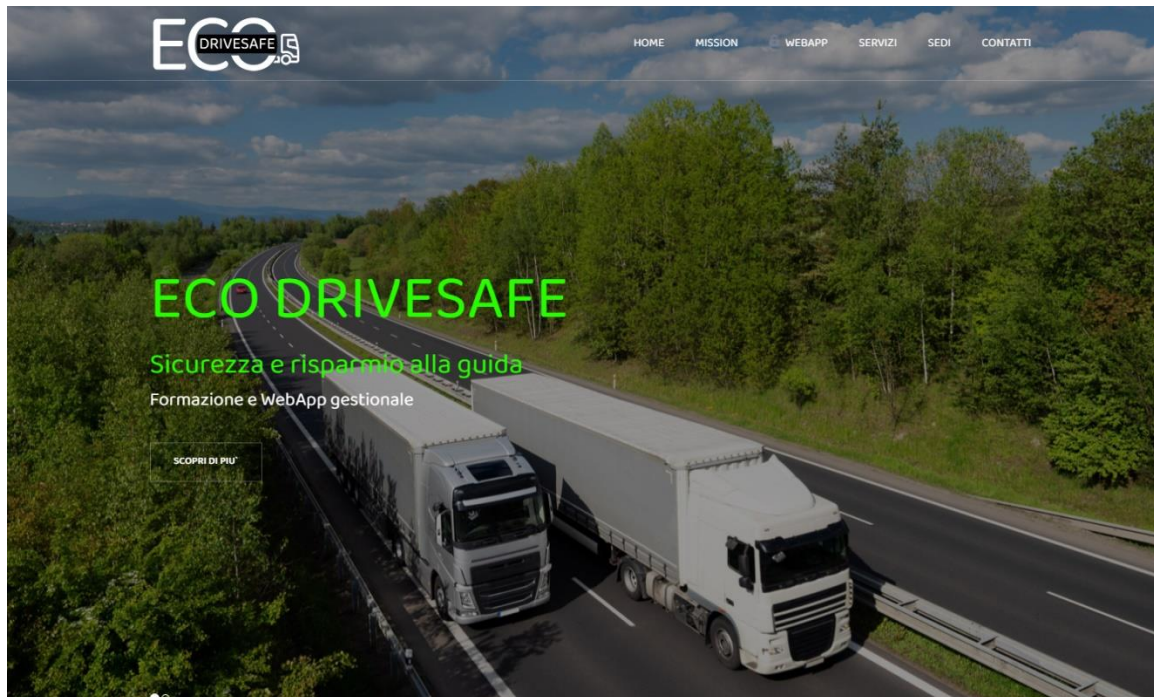 ECO
DRIVESAFE
HOME MISSION WEBAPP SERVIZI SEDI CONTATTI
ECO DRIVESAFE
Sicurezza e risparmio alla guida
Formazione e WebApp gestionale
SCOPRI DI PIU`